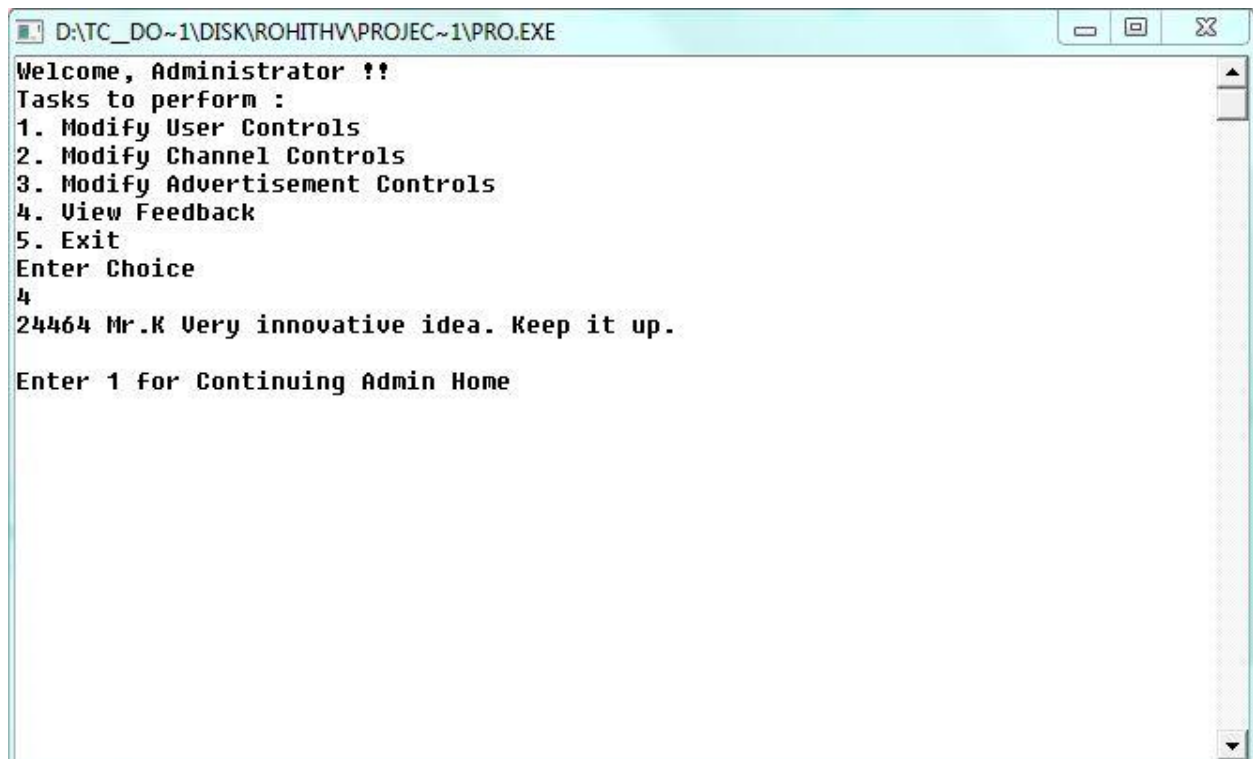 D:\TC__DO~1\DISK\ROHITHV\PROJEC~1\PRO.EXE
Welcome, Administrator !!
Tasks to perform :
1. Modify User Controls
2. Modify Channel Controls
3. Modify Advertisement Controls
4. View Feedback
5. Exit
Enter Choice
4
24464 Mr.K Very innovative idea. Keep it up.
Enter 1 for Continuing Admin Home